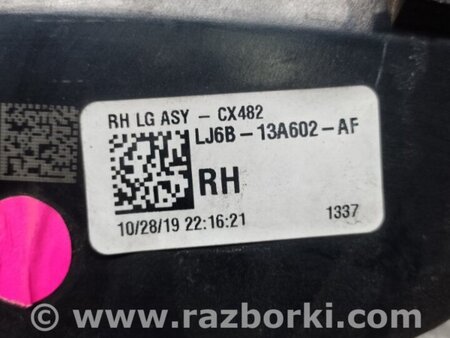 RH LG ASY - CX482
LJ6B-13A602-AF
RH
10/28/19 22:16:21 1337
© www.razborki.com